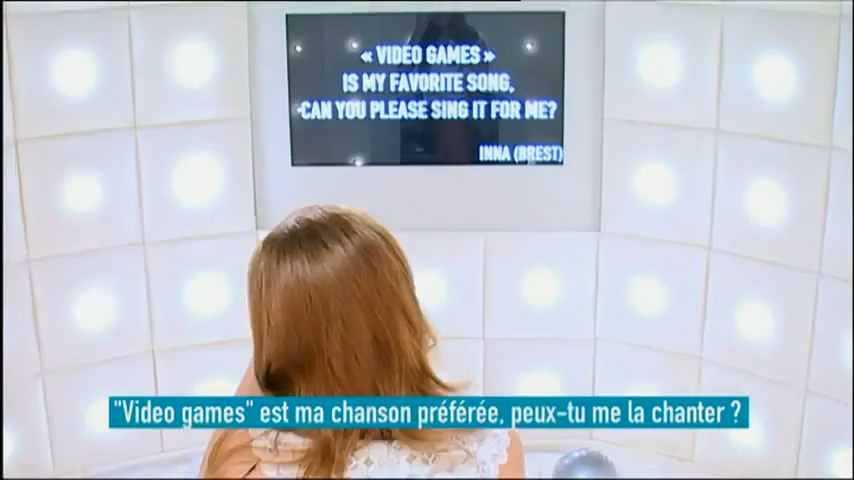 « VIDEO GAMES »
IS MY FAVORITE SONG,
CAN YOU PLEASE SING IT FOR ME?
INNA (BREST)
"Video games" est ma chanson préférée, peux-tu me la chanter ?